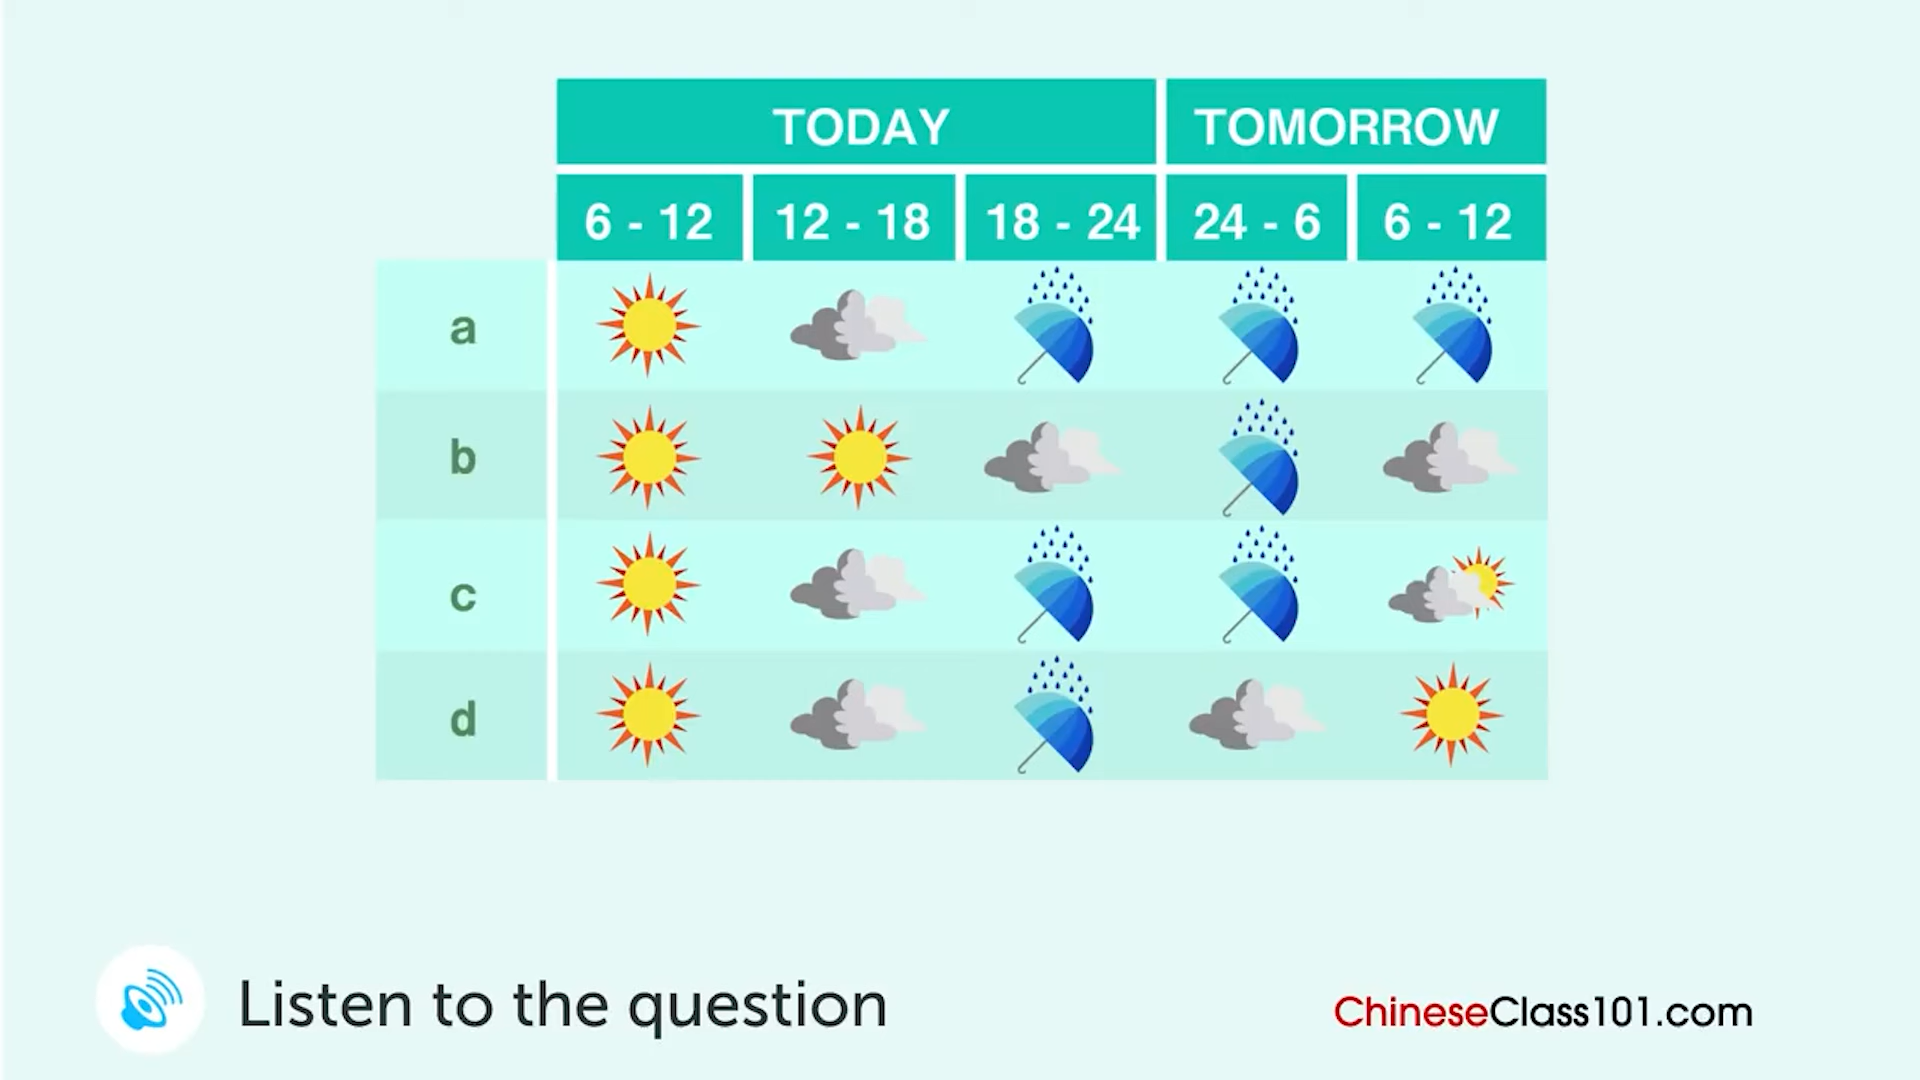 TODAY TOMORROW
6 - 12 12 - 18 18 - 24 24 - 6 6 - 12
a
b
c
d
Listen to the question
ChineseClass101.com